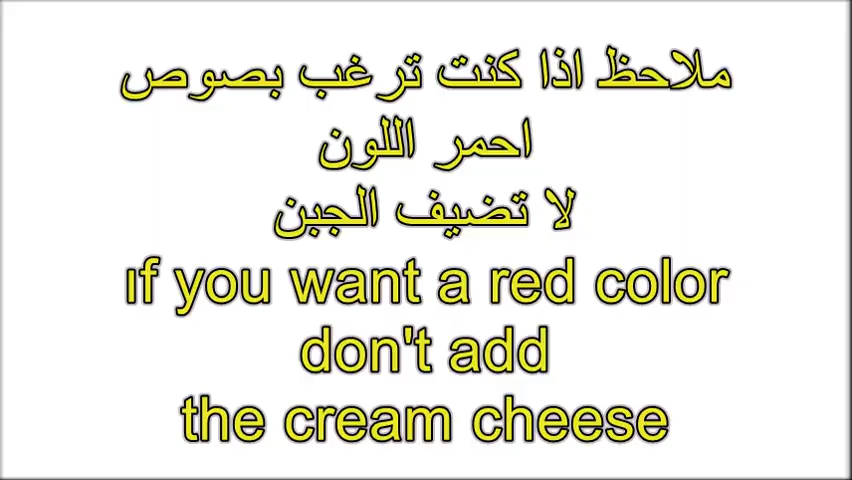 ملاحظ اذا كنت ترغب بصوص
احمر اللون
لا تضيف الجبن
ıf you want a red color
don't add
the cream cheese